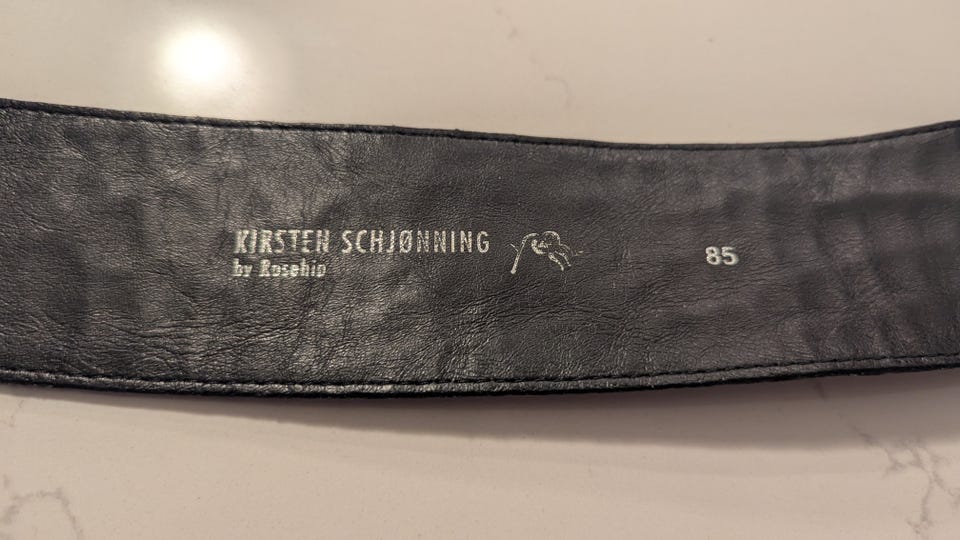 KIRSTEN SCHJØNNING
by Rosehip
85